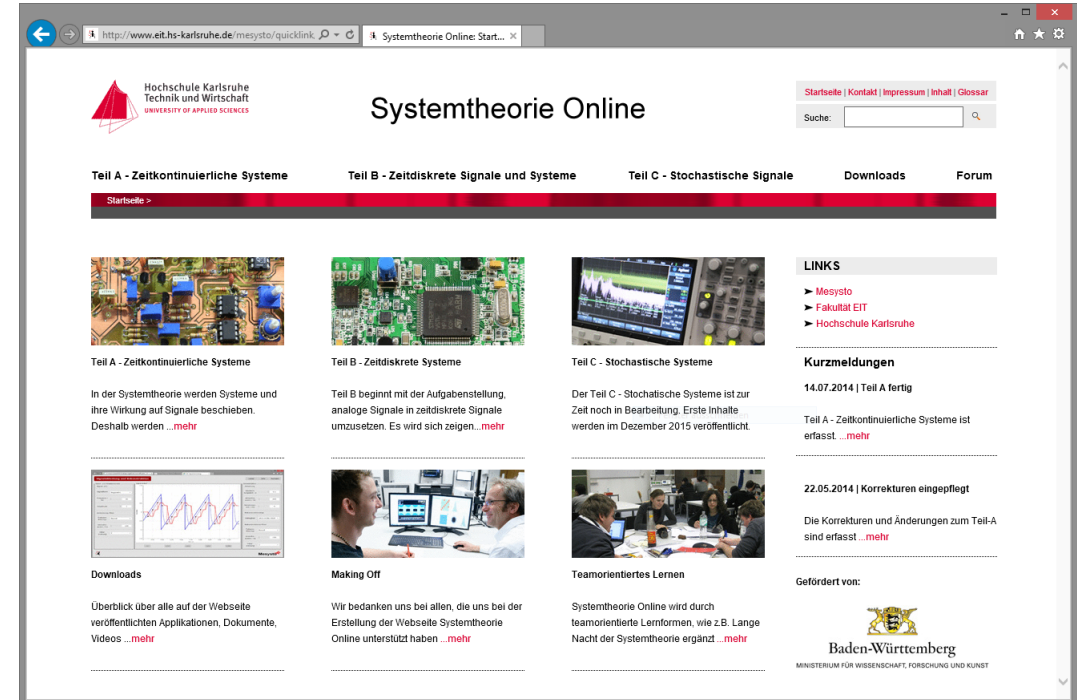 http://www.eit.hs-karlsruhe.de/mesysto/quicklink
Systemtheorie Online: Start...
Hochschule Karlsruhe
Technik und Wirtschaft
UNIVERSITY OF APPLIED SCIENCES
Systemtheorie Online
Startseite | Kontakt | Impressum | Inhalt | Glossar
Suche:
Teil A - Zeitkontinuierliche Systeme
Teil B - Zeitdiskrete Signale und Systeme
Teil C - Stochastische Signale
Downloads
Forum
Startseite >
Teil A - Zeitkontinuierliche Systeme
In der Systemtheorie werden Systeme und
ihre Wirkung auf Signale beschieben.
Deshalb werden ...mehr
Teil B - Zeitdiskrete Systeme
Teil B beginnt mit der Aufgabenstellung,
analoge Signale in zeitdiskrete Signale
umzusetzen. Es wird sich zeigen...mehr
Teil C - Stochastische Systeme
Der Teil C - Stochatische Systeme ist zur
Zeit noch in Bearbeitung. Erste Inhalte
werden im Dezember 2015 veröffentlicht.
LINKS
➤ Mesysto
➤ Fakultät EIT
➤ Hochschule Karlsruhe
Kurzmeldungen
14.07.2014 | Teil A fertig
Teil A - Zeitkontinuierliche Systeme ist
erfasst. ...mehr
22.05.2014 | Korrekturen eingepflegt
Die Korrekturen und Änderungen zum Teil-A
sind erfasst ...mehr
Mesysto
Downloads
Überblick über alle auf der Webseite
veröffentlichten Applikationen, Dokumente,
Videos ...mehr
Making Off
Wir bedanken uns bei allen, die uns bei der
Erstellung der Webseite Systemtheorie
Online unterstützt haben ...mehr
Teamorientiertes Lernen
Systemtheorie Online wird durch
teamorientierte Lernformen, wie z.B. Lange
Nacht der Systemtheorie ergänzt ...mehr
Gefördert von:
Baden-Württemberg
MINISTERIUM FÜR WISSENSCHAFT, FORSCHUNG UND KUNST